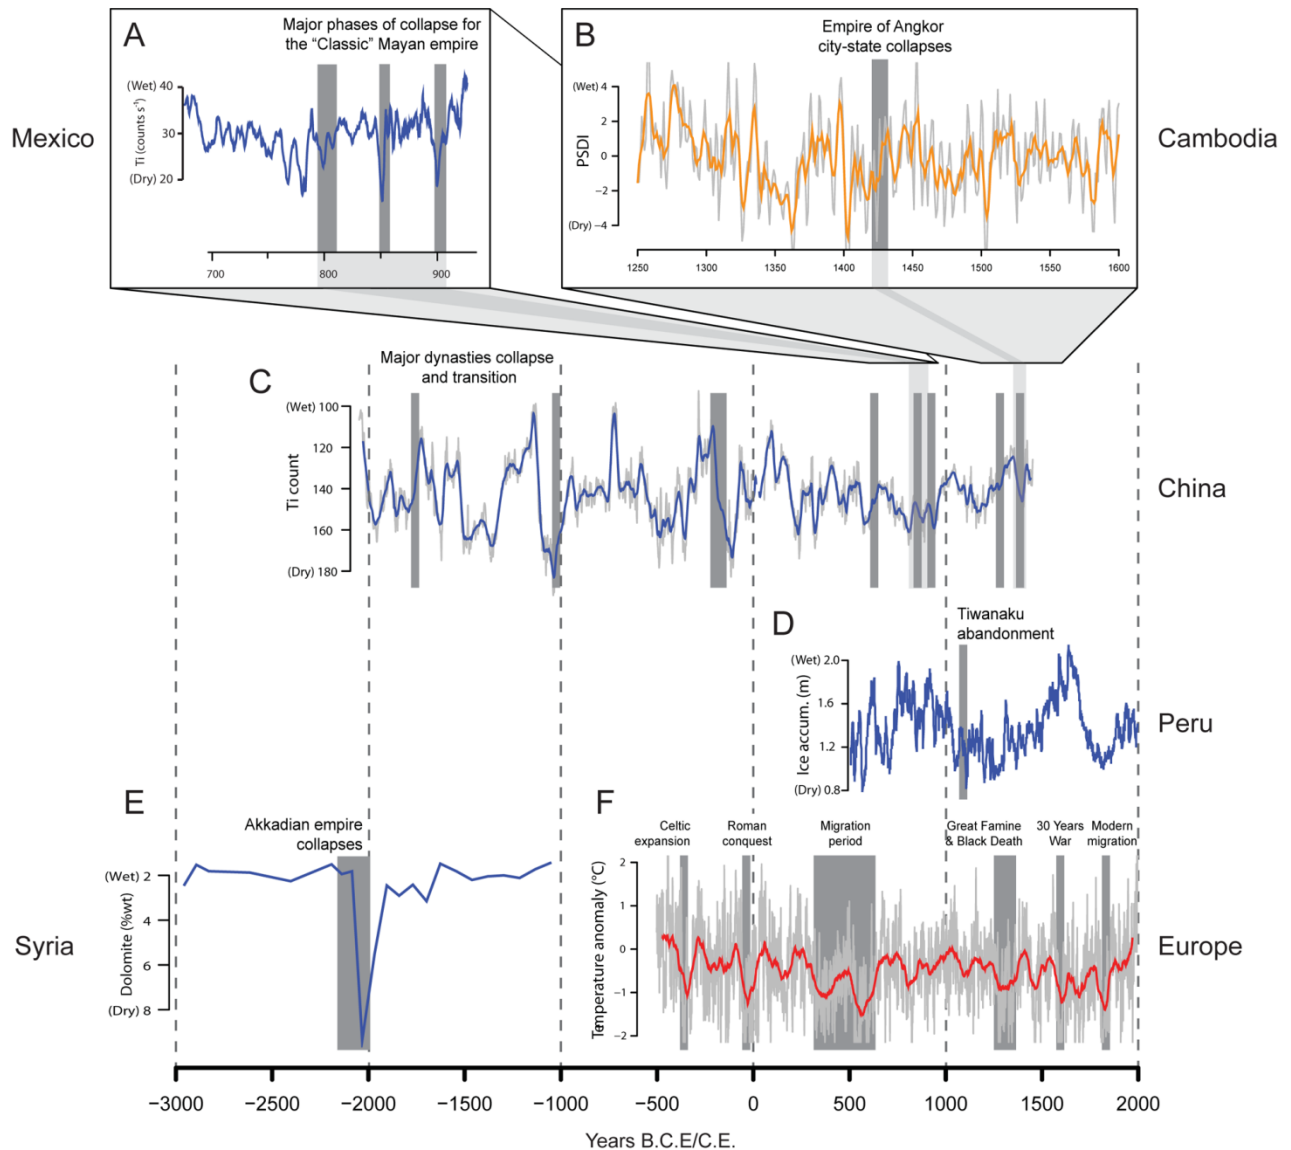 A
Major phases of collapse for
the “Classic” Mayan empire
(Wet) 40
30
(Dry) 20
Ti (counts s⁻¹)
700
800
900
Mexico
B
Empire of Angkor
city-state collapses
(Wet) 4
2
0
−2
(Dry) −4
PSDI
1250
1300
1350
1400
1450
1500
1550
1600
Cambodia
C
Major dynasties collapse
and transition
(Wet) 100
120
140
160
(Dry) 180
Ti count
China
D
Tiwanaku
abandonment
(Wet) 2.0
1.6
1.2
(Dry) 0.8
Ice accum. (m)
Peru
E
Akkadian empire
collapses
(Wet) 2
4
6
(Dry) 8
Dolomite (%wt)
Syria
F
Celtic
expansion
Roman
conquest
Migration
period
Great Famine
& Black Death
30 Years
War
Modern
migration
2
1
0
−1
−2
Temperature anomaly (°C)
Europe
−3000
−2500
−2000
−1500
−1000
−500
0
500
1000
1500
2000
Years B.C.E/C.E.